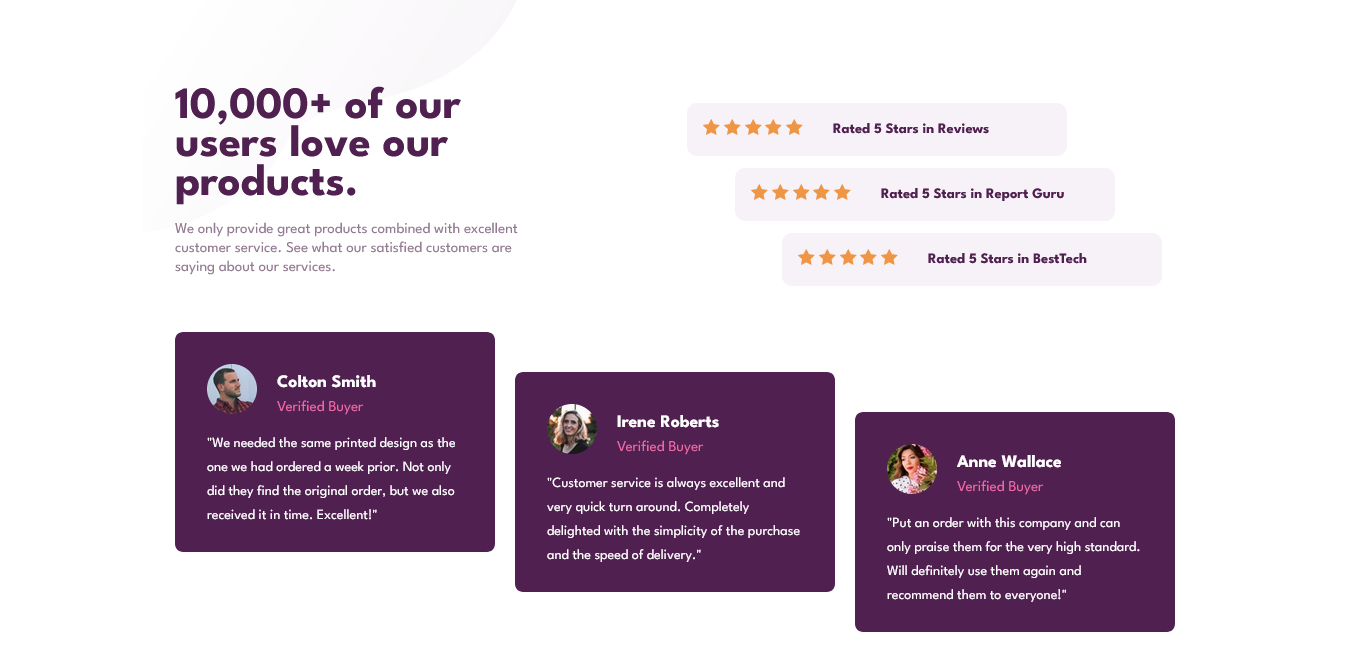 10,000+ of our
users love our
products.
We only provide great products combined with excellent
customer service. See what our satisfied customers are
saying about our services.
Rated 5 Stars in Reviews
Rated 5 Stars in Report Guru
Rated 5 Stars in BestTech
Colton Smith
Verified Buyer
"We needed the same printed design as the
one we had ordered a week prior. Not only
did they find the original order, but we also
received it in time. Excellent!"
Irene Roberts
Verified Buyer
"Customer service is always excellent and
very quick turn around. Completely
delighted with the simplicity of the purchase
and the speed of delivery."
Anne Wallace
Verified Buyer
"Put an order with this company and can
only praise them for the very high standard.
Will definitely use them again and
recommend them to everyone!"